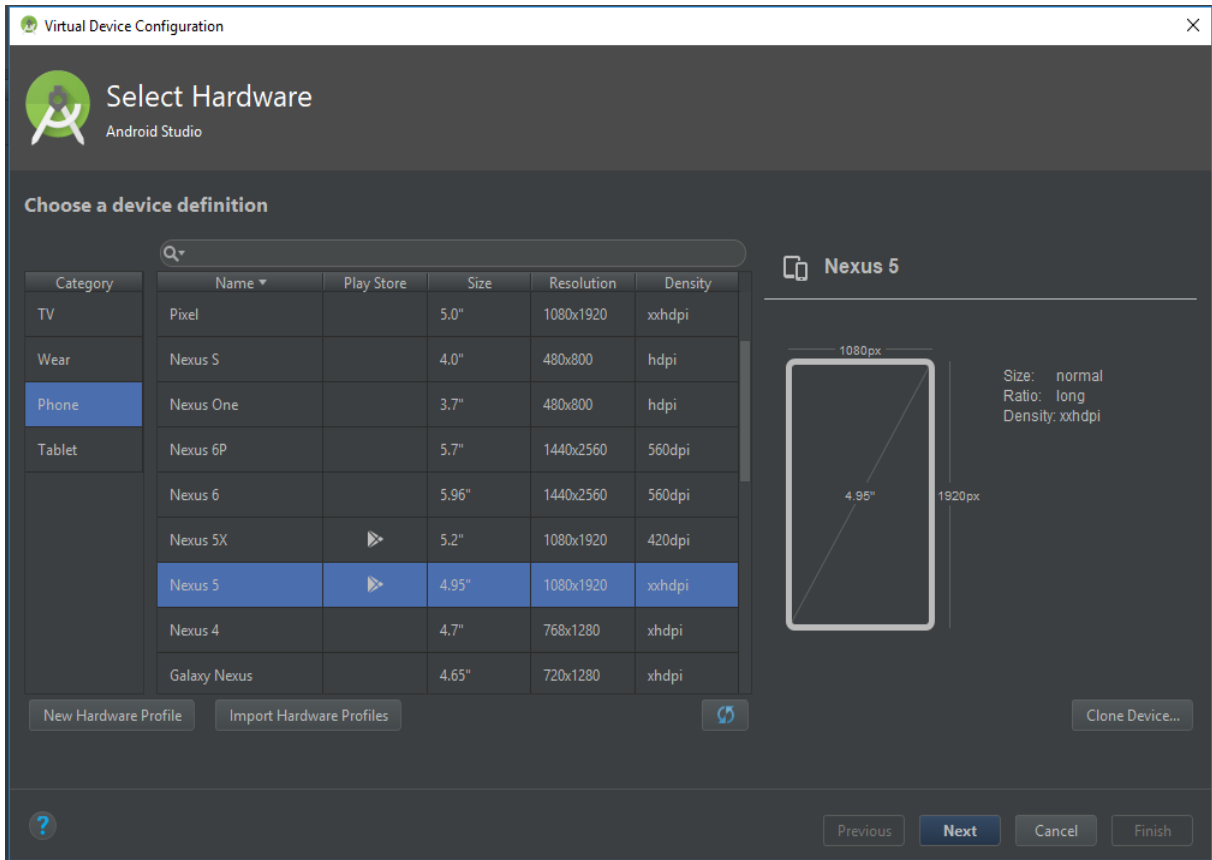 Virtual Device Configuration
Select Hardware
Android Studio
Choose a device definition
Category
TV
Wear
Phone
Tablet
Name Play Store Size Resolution Density
Pixel 5.0" 1080x1920 xxhdpi
Nexus S 4.0" 480x800 hdpi
Nexus One 3.7" 480x800 hdpi
Nexus 6P 5.7" 1440x2560 560dpi
Nexus 6 5.96" 1440x2560 560dpi
Nexus 5X 5.2" 1080x1920 420dpi
Nexus 5 4.95" 1080x1920 xxhdpi
Nexus 4 4.7" 768x1280 xhdpi
Galaxy Nexus 4.65" 720x1280 xhdpi
Nexus 5
1080px
4.95"
1920px
Size: normal
Ratio: long
Density: xxhdpi
New Hardware Profile Import Hardware Profiles
Clone Device...
? Previous Next Cancel Finish